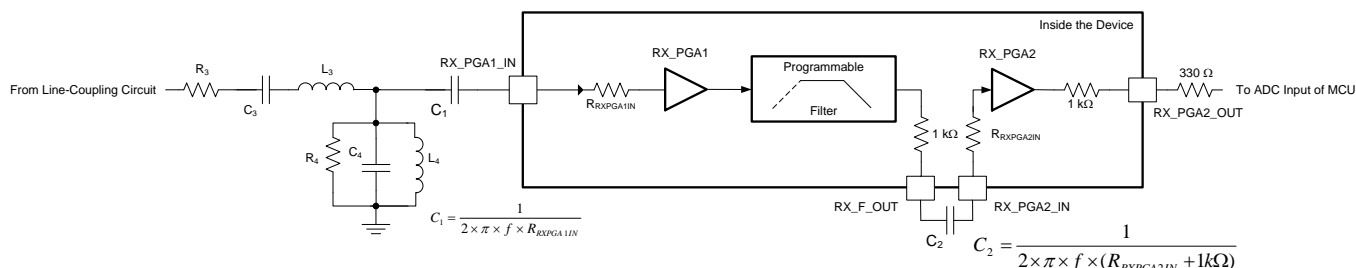 Inside the Device
RX_PGA1
RX_PGA2
RX_PGA1_IN
R3
L3
Programmable
330 Ω
From Line-Coupling Circuit
To ADC Input of MCU
C3
C1
RRXPGA1IN
Filter
1 kΩ
RX_PGA2_OUT
R4
C4
L4
1 kΩ
RRXPGA2IN
RX_F_OUT
RX_PGA2_IN
C1 = 1 / (2 × π × f × RRXPGA1IN)
C2
C2 = 1 / (2 × π × f × (RRXPGA2IN + 1kΩ))